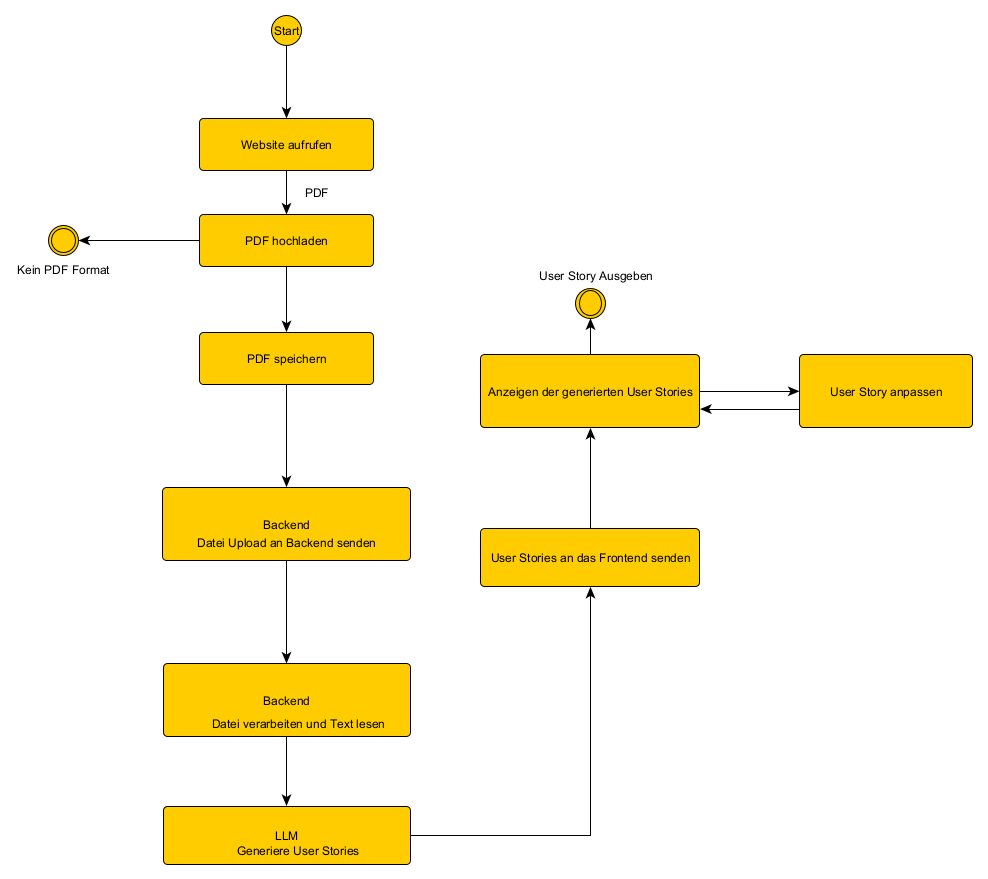 Start
Website aufrufen
PDF
PDF hochladen
Kein PDF Format
PDF speichern
Backend
Datei Upload an Backend senden
Backend
Datei verarbeiten und Text lesen
LLM
Generiere User Stories
User Stories an das Frontend senden
Anzeigen der generierten User Stories
User Story anpassen
User Story Ausgeben